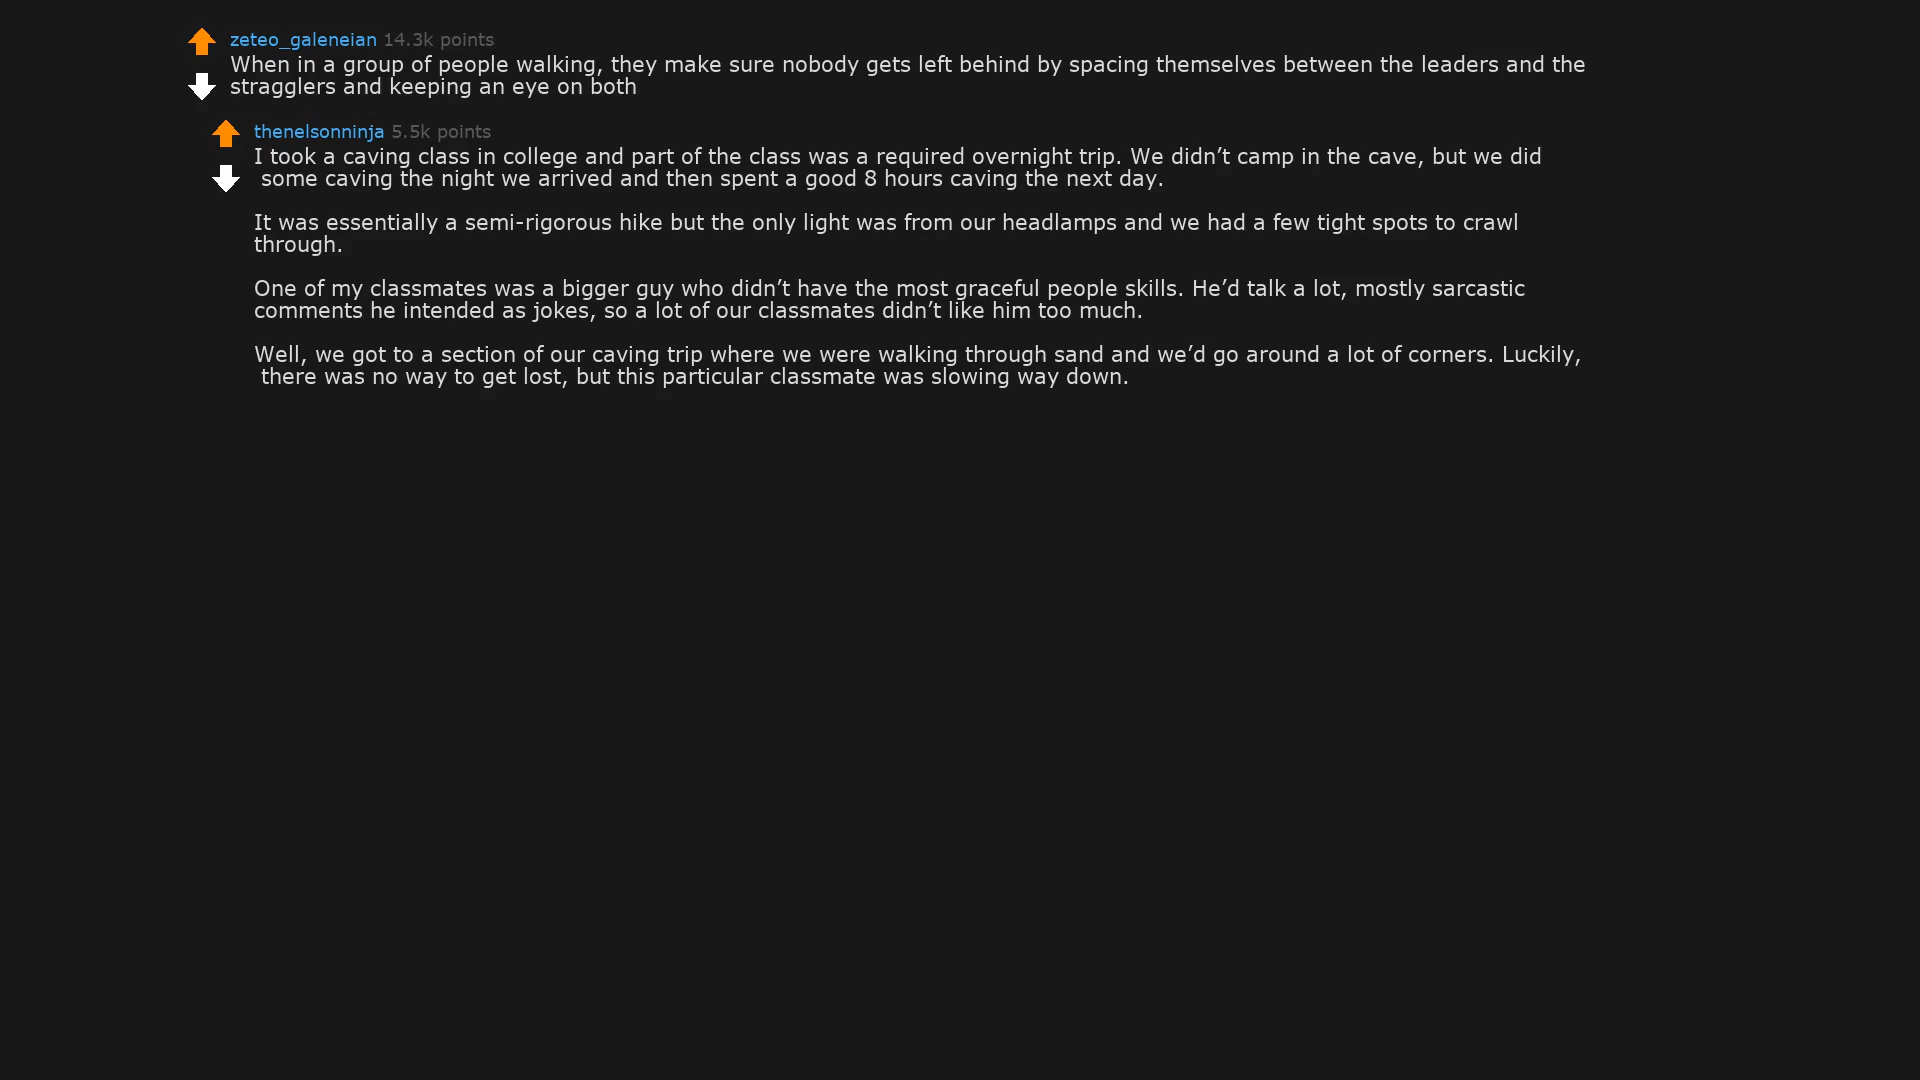 zeteo_galeneian 14.3k points
When in a group of people walking, they make sure nobody gets left behind by spacing themselves between the leaders and the
stragglers and keeping an eye on both
thenelsonninja 5.5k points
I took a caving class in college and part of the class was a required overnight trip. We didn’t camp in the cave, but we did
some caving the night we arrived and then spent a good 8 hours caving the next day.
It was essentially a semi-rigorous hike but the only light was from our headlamps and we had a few tight spots to crawl
through.
One of my classmates was a bigger guy who didn’t have the most graceful people skills. He’d talk a lot, mostly sarcastic
comments he intended as jokes, so a lot of our classmates didn’t like him too much.
Well, we got to a section of our caving trip where we were walking through sand and we’d go around a lot of corners. Luckily,
there was no way to get lost, but this particular classmate was slowing way down.